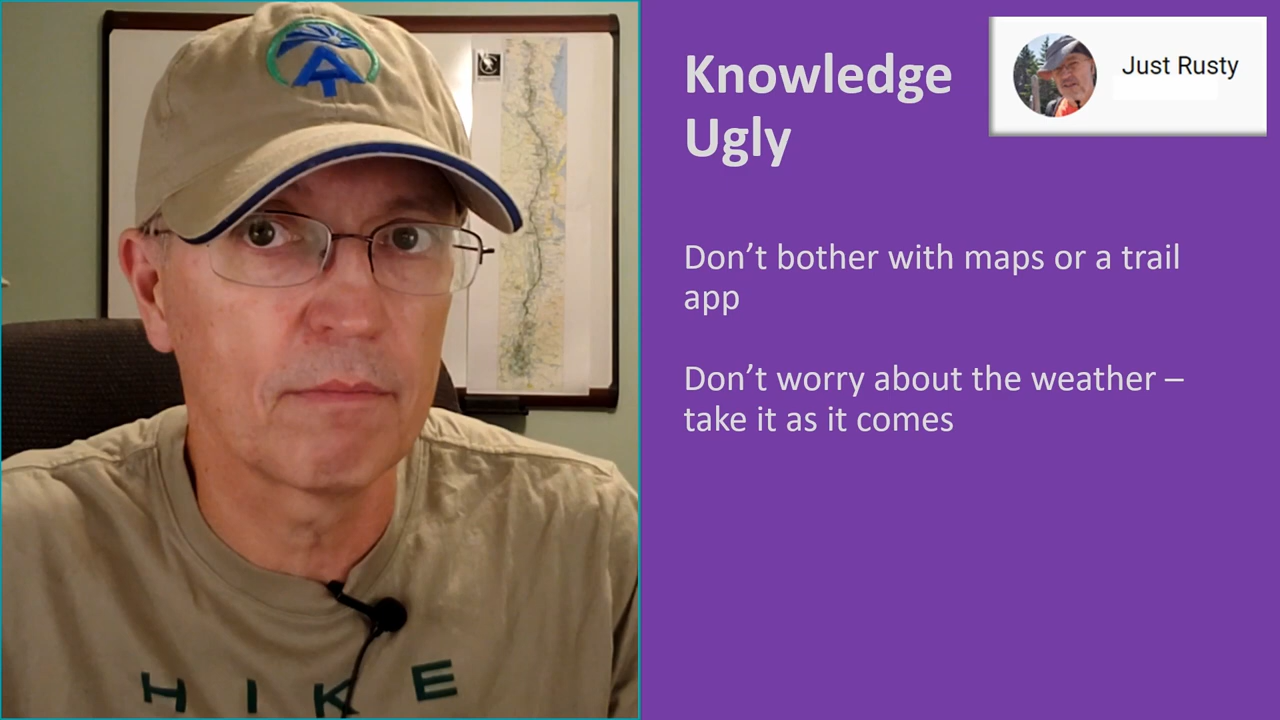 Knowledge
Ugly
Just Rusty
Don’t bother with maps or a trail
app
Don’t worry about the weather –
take it as it comes
A
H I K E